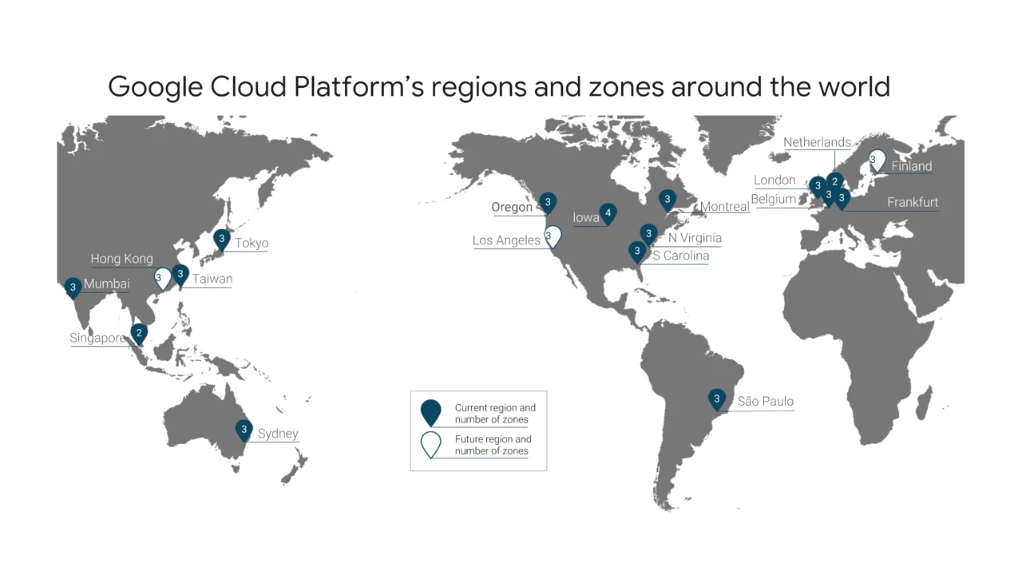 Google Cloud Platform's regions and zones around the world
Netherlands
3
Finland
London
3
2
Belgium
3
3
Frankfurt
Oregon
3
Iowa
4
3
Montreal
Los Angeles
3
3
N Virginia
3
S Carolina
3
Tokyo
Hong Kong
3
3
Taiwan
3
Mumbai
Singapore
2
3
São Paulo
3
Sydney
Current region and
number of zones
Future region and
number of zones